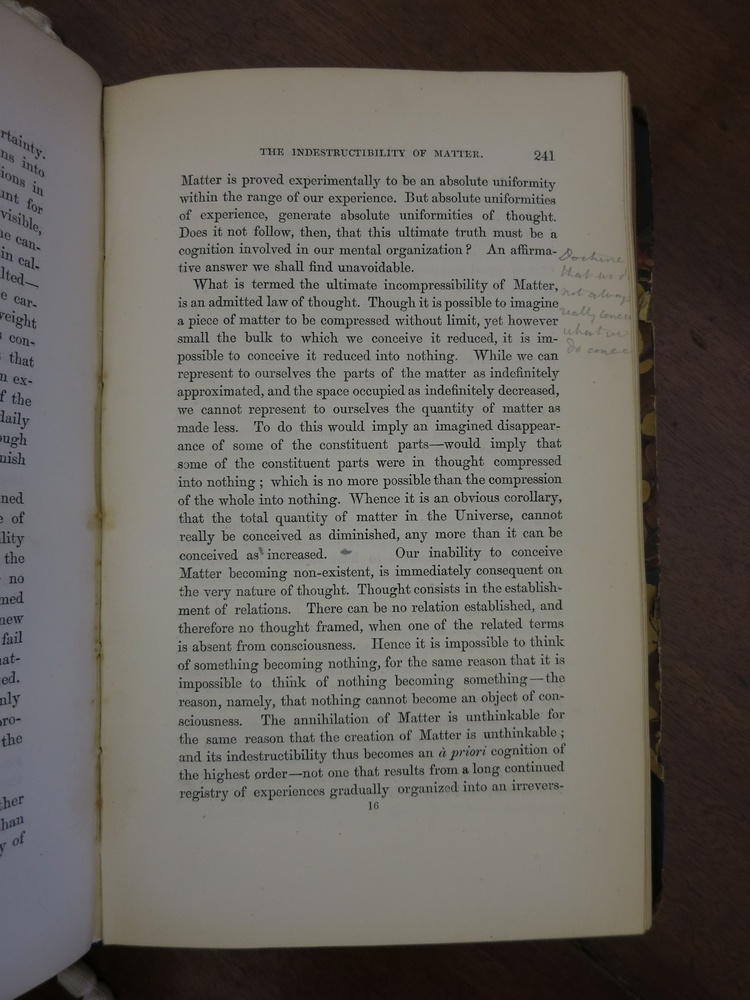 rtainty.
ns into
ions in
unt for
visible,
e can-
in cal-
lted—
e car-
weight
s con-
that
n ex-
f the
daily
ough
nish
ned
e of
ility
the
no
med
new
fail
nat-
ed.
nly
pro-
the
ther
han
y of
THE INDESTRUCTIBILITY OF MATTER. 241
Matter is proved experimentally to be an absolute uniformity
within the range of our experience. But absolute uniformities
of experience, generate absolute uniformities of thought.
Does it not follow, then, that this ultimate truth must be a
cognition involved in our mental organization? An affirma-
tive answer we shall find unavoidable.
What is termed the ultimate incompressibility of Matter,
is an admitted law of thought. Though it is possible to imagine
a piece of matter to be compressed without limit, yet however
small the bulk to which we conceive it reduced, it is im-
possible to conceive it reduced into nothing. While we can
represent to ourselves the parts of the matter as indefinitely
approximated, and the space occupied as indefinitely decreased,
we cannot represent to ourselves the quantity of matter as
made less. To do this would imply an imagined disappear-
ance of some of the constituent parts—would imply that
some of the constituent parts were in thought compressed
into nothing; which is no more possible than the compression
of the whole into nothing. Whence it is an obvious corollary,
that the total quantity of matter in the Universe, cannot
really be conceived as diminished, any more than it can be
conceived as increased. Our inability to conceive
Matter becoming non-existent, is immediately consequent on
the very nature of thought. Thought consists in the establish-
ment of relations. There can be no relation established, and
therefore no thought framed, when one of the related terms
is absent from consciousness. Hence it is impossible to think
of something becoming nothing, for the same reason that it is
impossible to think of nothing becoming something—the
reason, namely, that nothing cannot become an object of con-
sciousness. The annihilation of Matter is unthinkable for
the same reason that the creation of Matter is unthinkable;
and its indestructibility thus becomes an à priori cognition of
the highest order—not one that results from a long continued
registry of experiences gradually organized into an irrevers-
16
Doctrine
that we d
not alway
really conce
what we
do conce